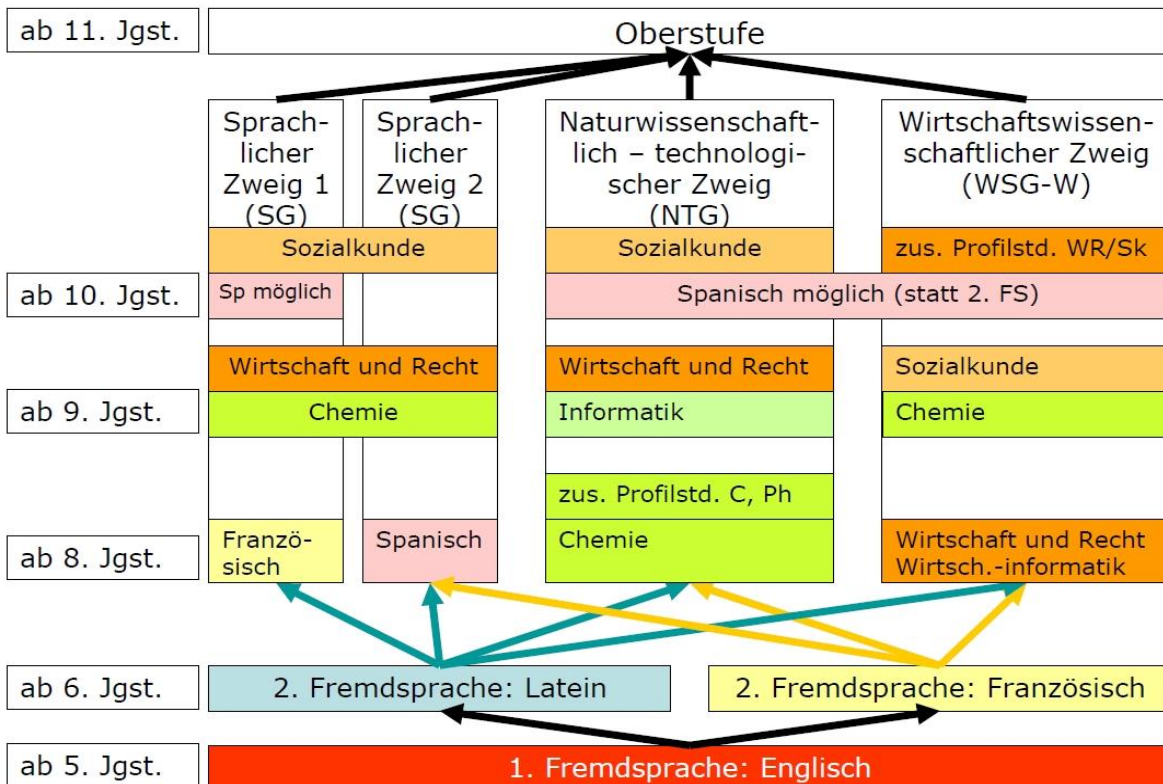 ab 11. Jgst.
Oberstufe
Sprach-
licher
Zweig 1
(SG)
Sprach-
licher
Zweig 2
(SG)
Naturwissenschaft-
lich – technologi-
scher Zweig
(NTG)
Wirtschaftswissen-
schaftlicher Zweig
(WSG-W)
Sozialkunde
Sozialkunde
zus. Profilstd. WR/Sk
ab 10. Jgst.
Sp möglich
Spanisch möglich (statt 2. FS)
Wirtschaft und Recht
Wirtschaft und Recht
Sozialkunde
ab 9. Jgst.
Chemie
Informatik
Chemie
zus. Profilstd. C, Ph
ab 8. Jgst.
Franzö-
sisch
Spanisch
Chemie
Wirtschaft und Recht
Wirtsch.-informatik
ab 6. Jgst.
2. Fremdsprache: Latein
2. Fremdsprache: Französisch
ab 5. Jgst.
1. Fremdsprache: Englisch